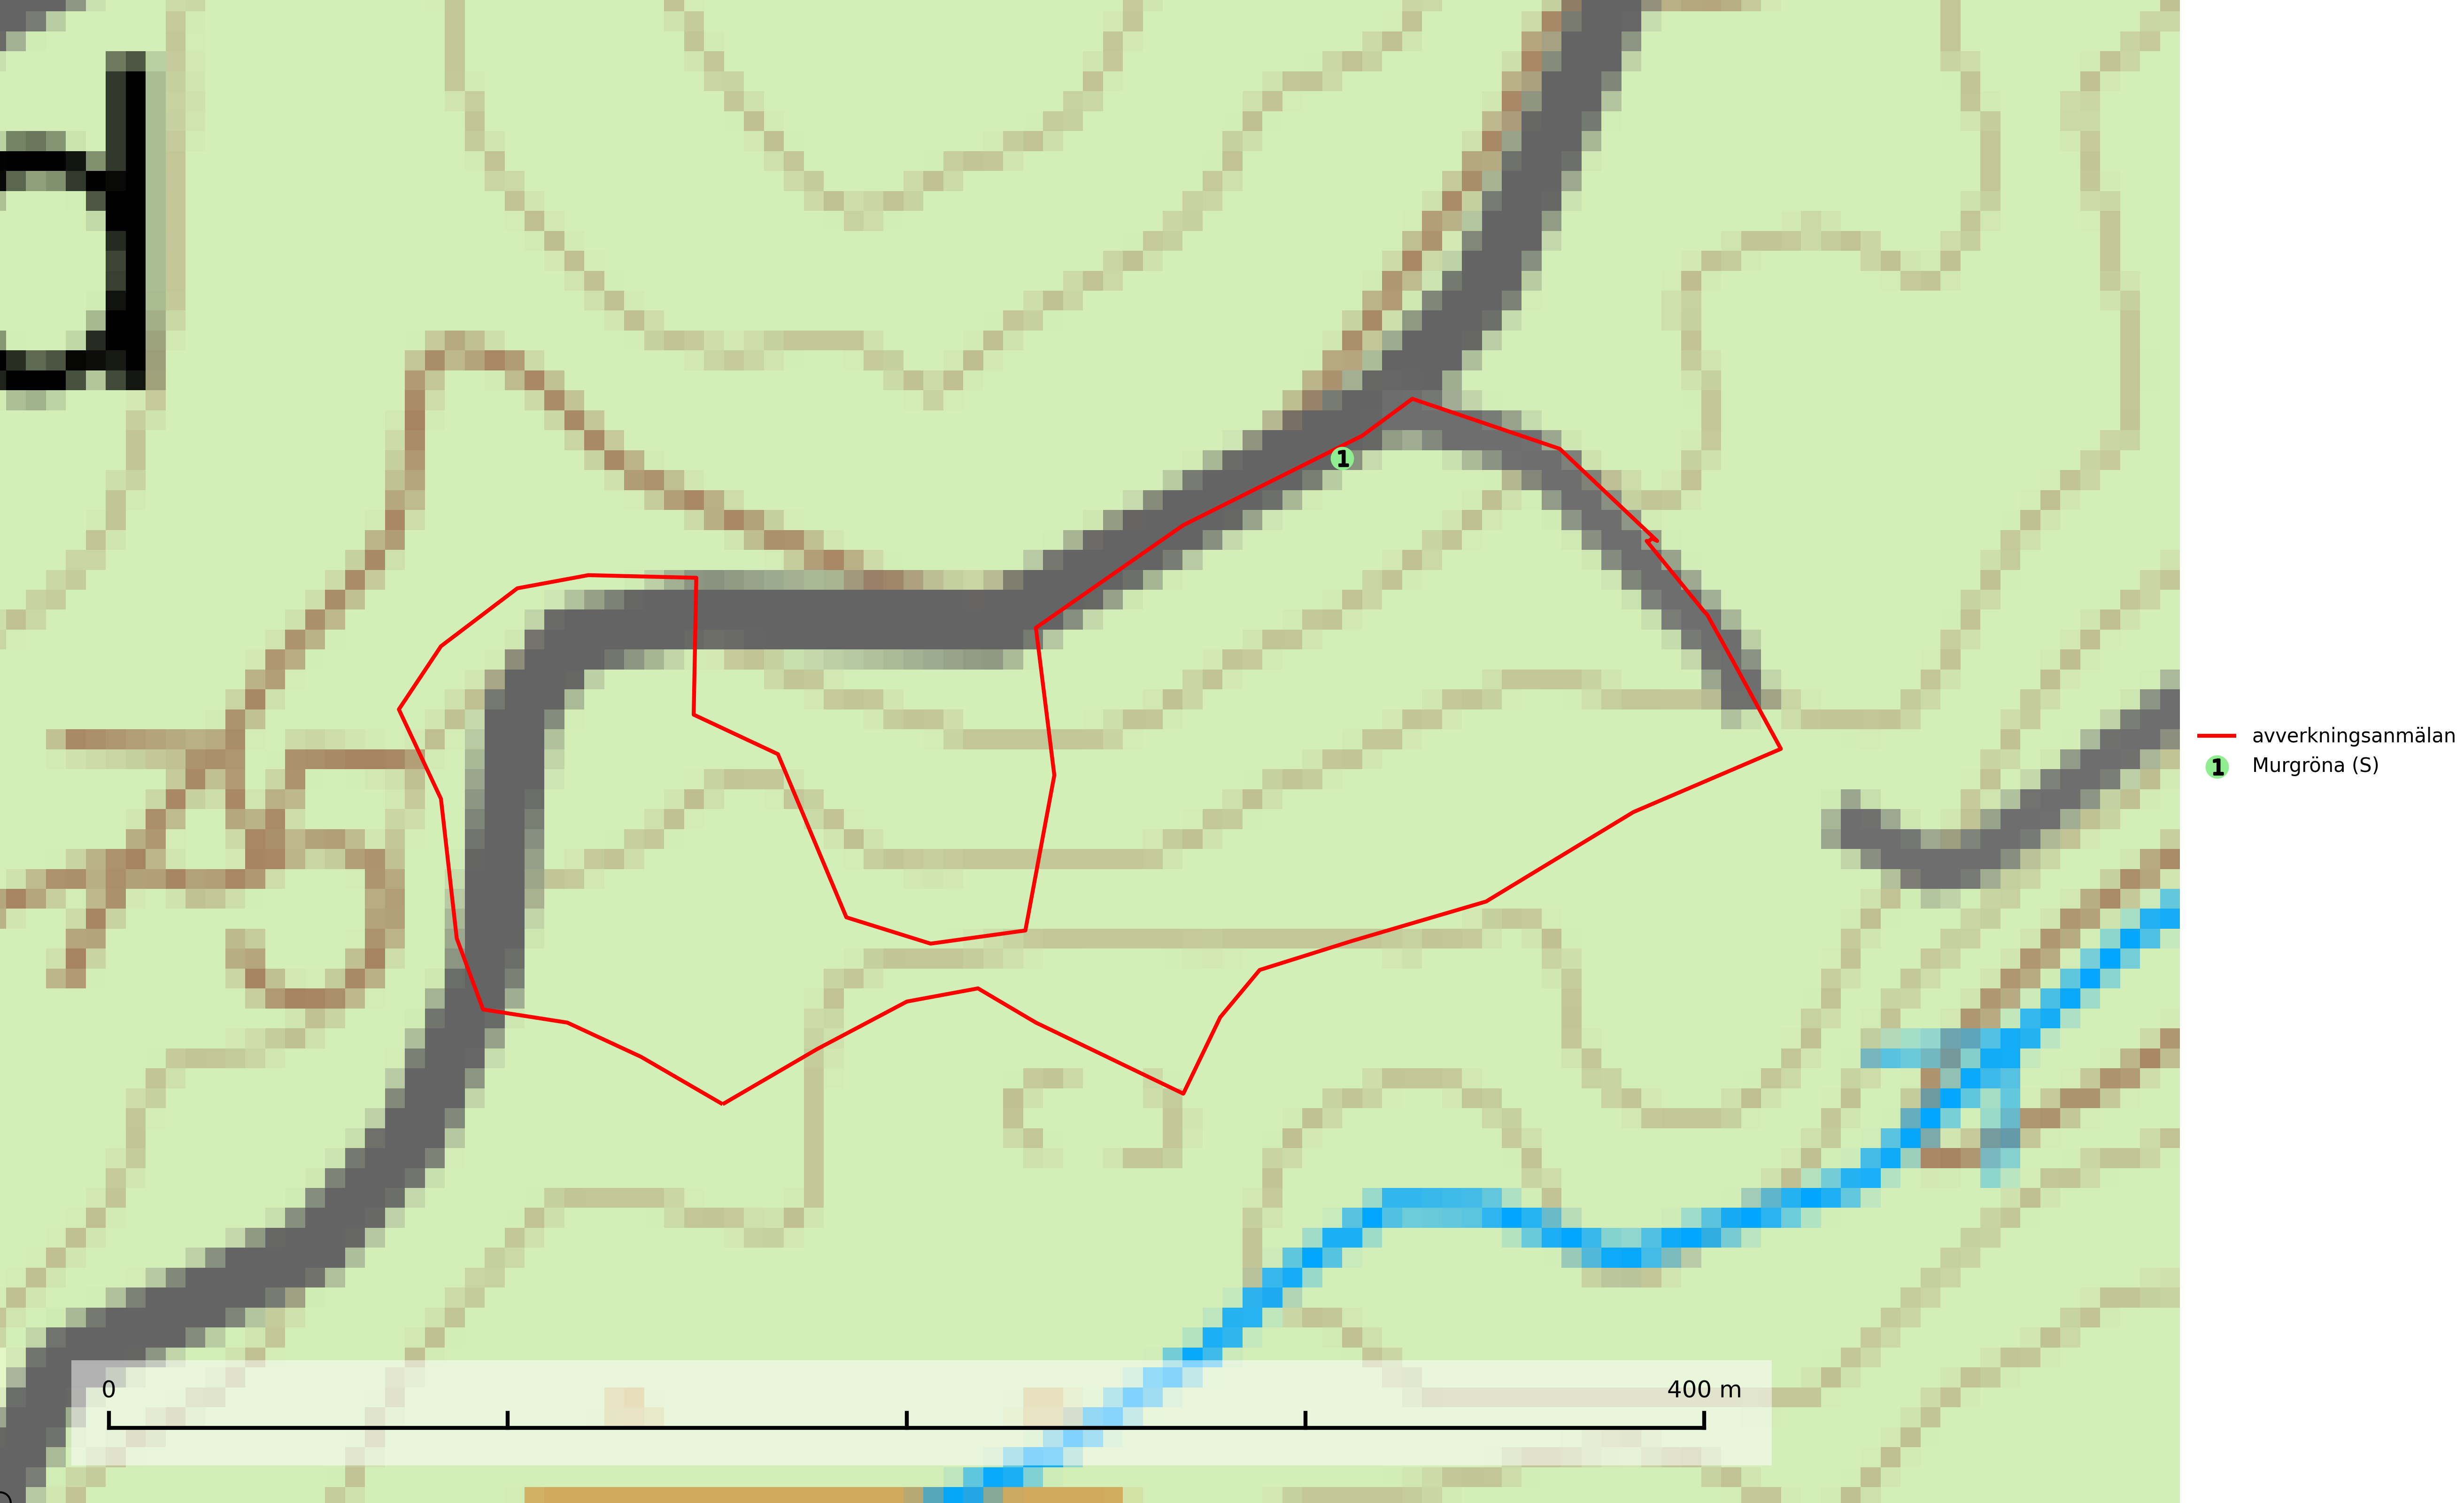 1
avverkningsanmälan
1 Murgröna (S)
0 400 m